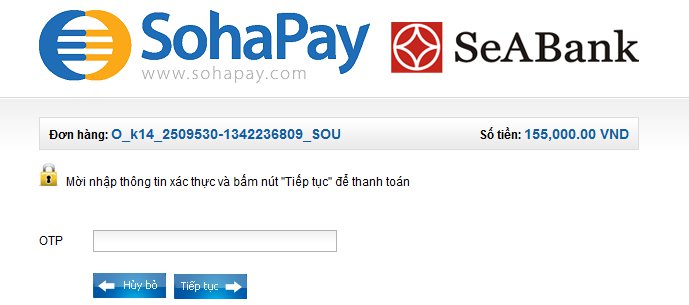 SohaPay
www.sohapay.com
SeABank
Đơn hàng: O_k14_2509530-1342236809_SOU Số tiền: 155,000.00 VND
Mời nhập thông tin xác thực và bấm nút "Tiếp tục" để thanh toán
OTP
Hủy bỏ Tiếp tục